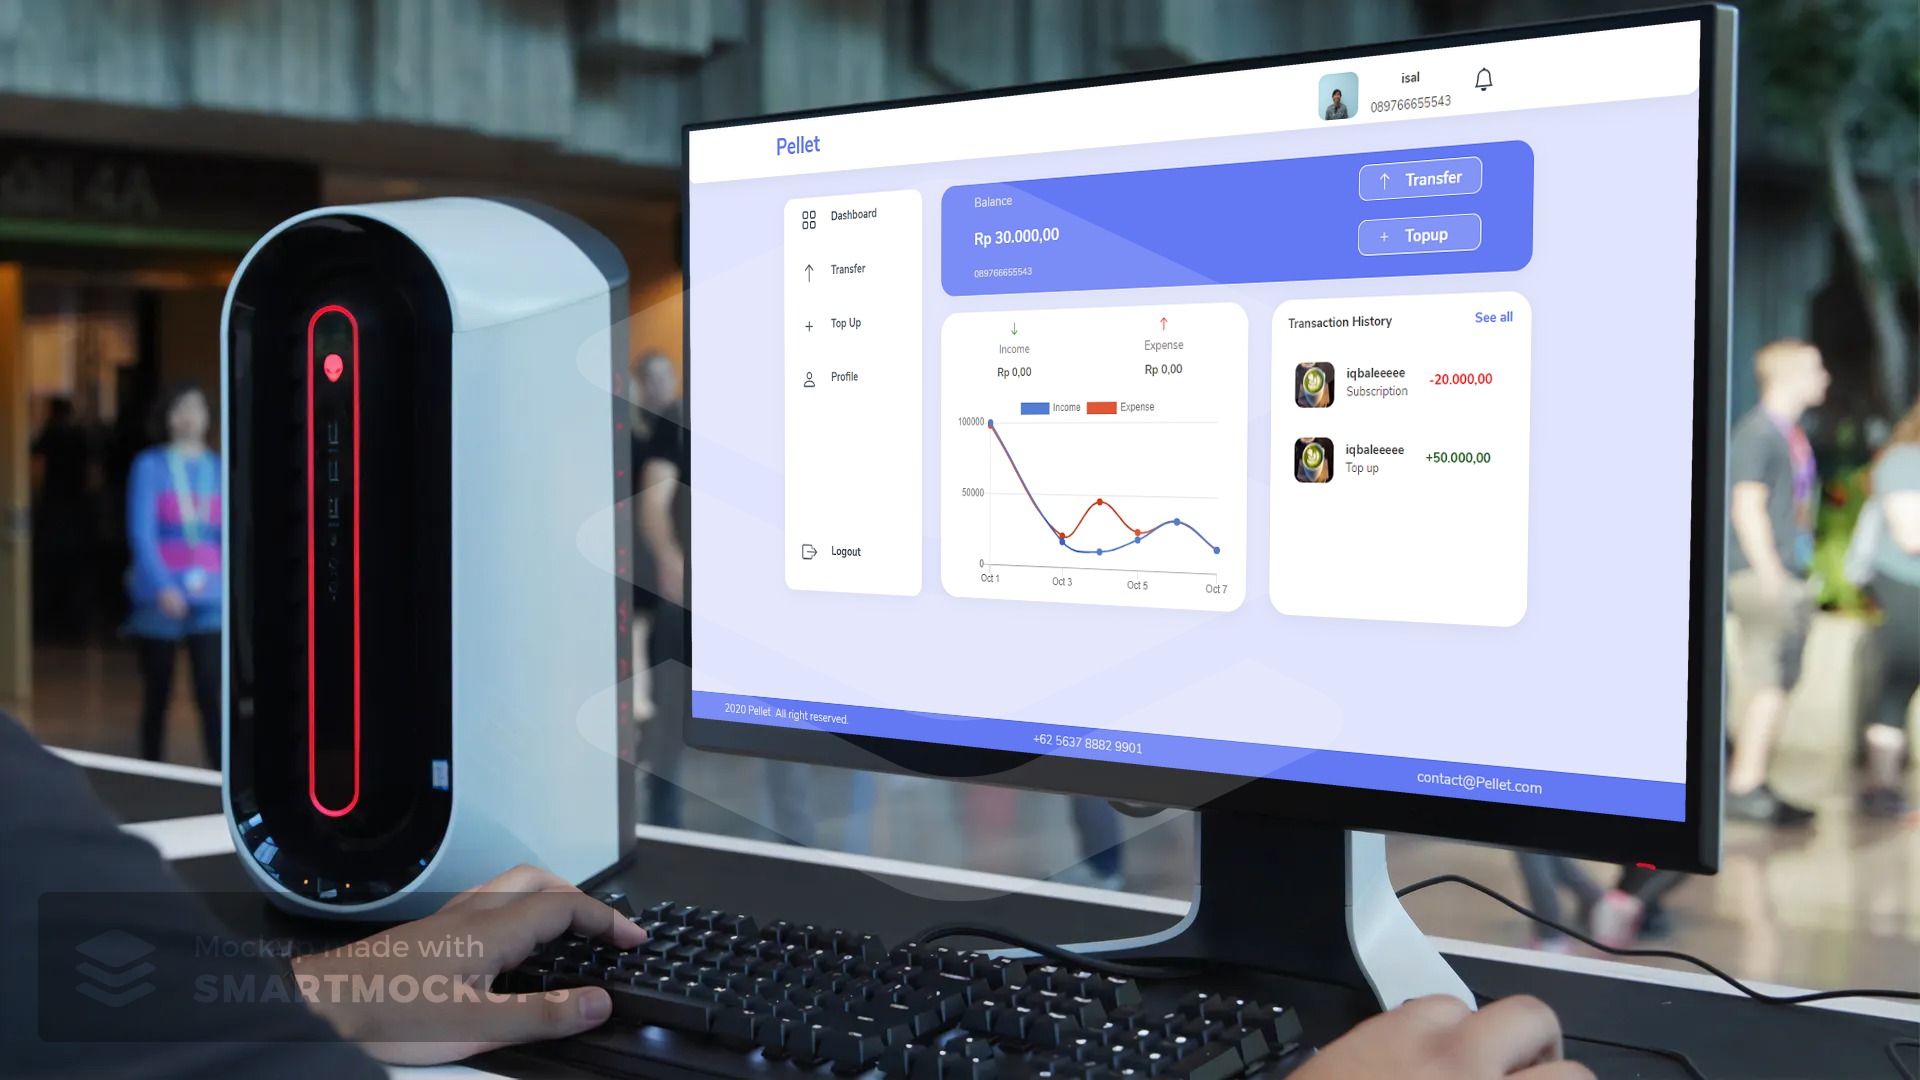 4A
isal
089766655543
Pellet
Dashboard
Transfer
Top Up
Profile
Logout
Balance
Rp 30.000,00
089766655543
Transfer
Topup
Income
Rp 0,00
Expense
Rp 0,00
Income Expense
100000
50000
0
Oct 1 Oct 3 Oct 5 Oct 7
Transaction History See all
iqbaleeeee
Subscription
-20.000,00
iqbaleeeee
Top up
+50.000,00
2020 Pellet. All right reserved.
+62 5637 8882 9901
contact@Pellet.com
Mockup made with
SMARTMOCKUPS